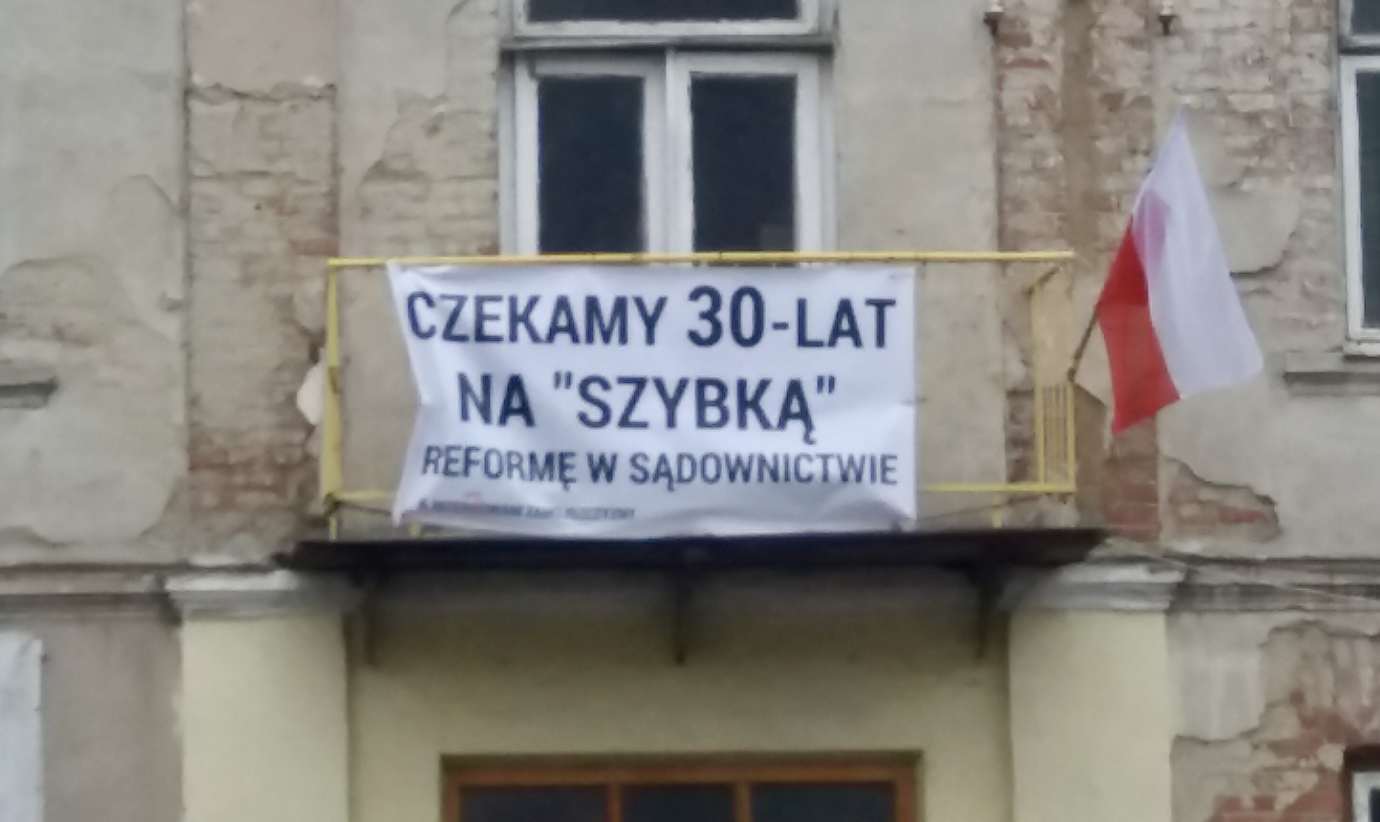 CZEKAMY 30-LAT
NA "SZYBKĄ"
REFORMĘ W SĄDOWNICTWIE